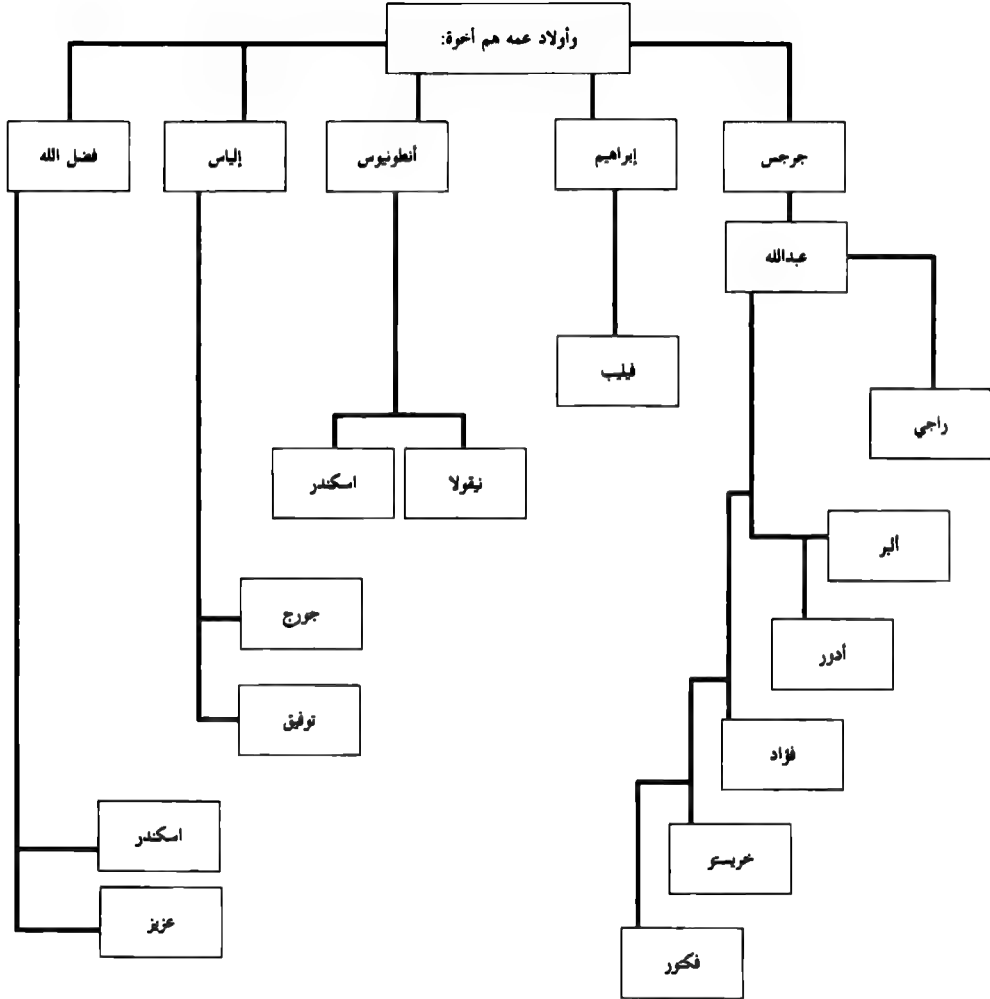 وأولاد عمه هم أخوة:
جرجس
إبراهيم
أنطونيوس
إلياس
فضل الله
عبدالله
فيليب
راجي
نيقولا
اسكندر
ألبر
جورج
أدور
توفيق
فؤاد
اسكندر
خريستو
عزيز
فكتور